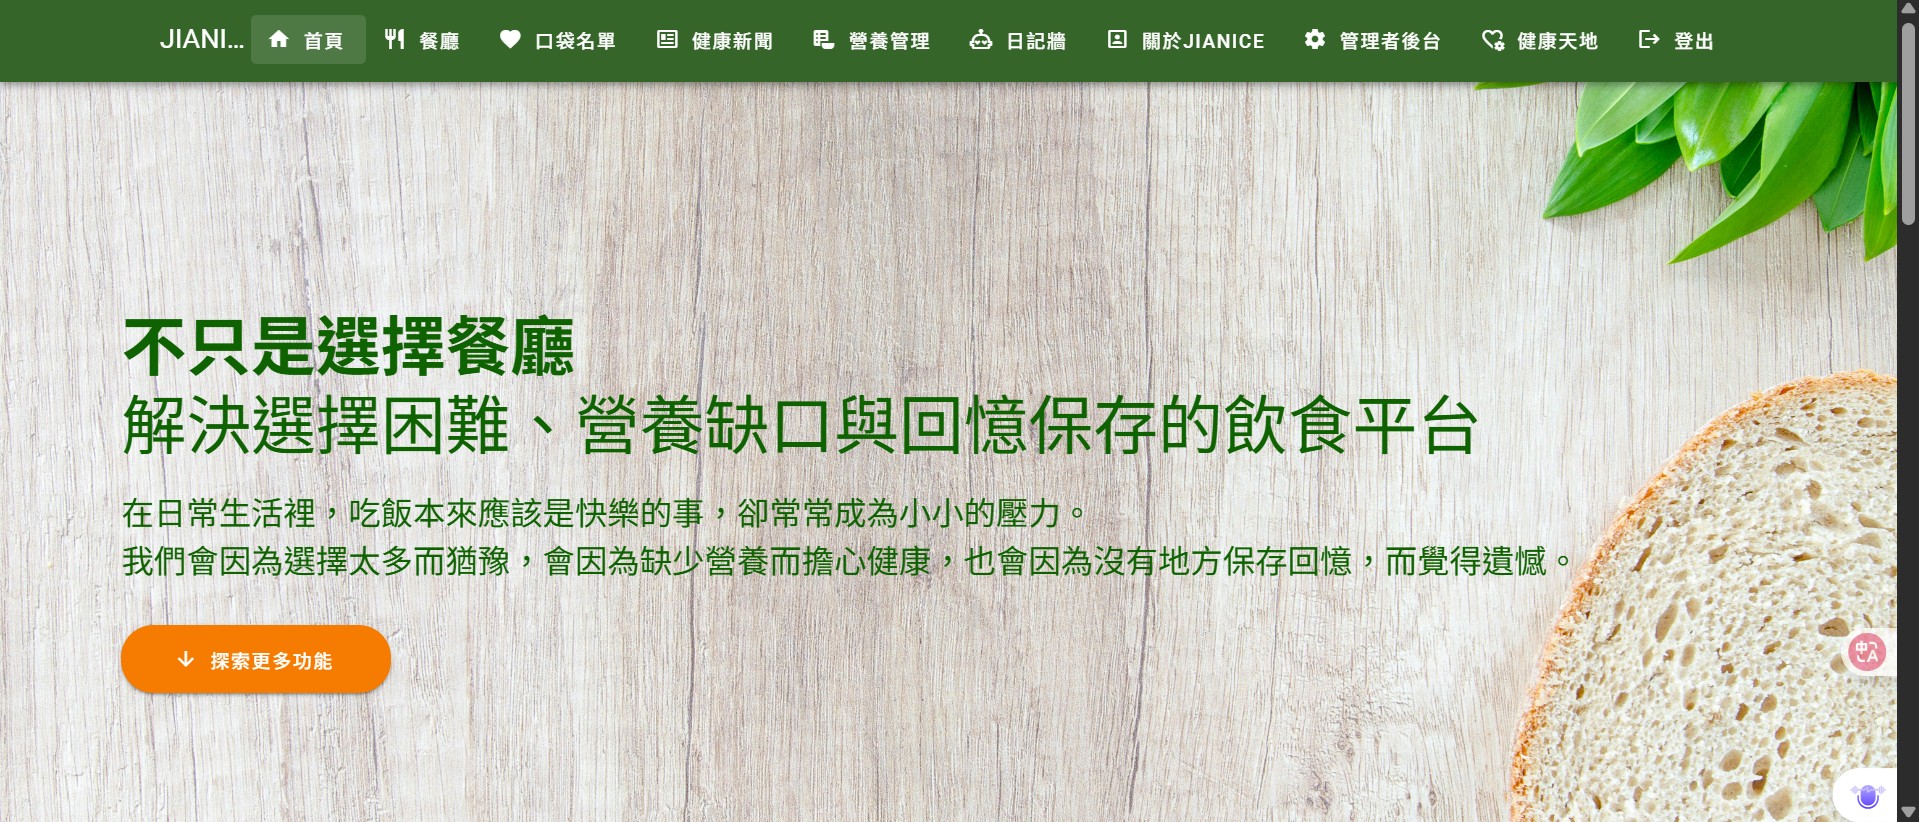 JIANI...
首頁
餐廳
口袋名單
健康新聞
營養管理
日記牆
關於JIANICE
管理者後台
健康天地
登出
不只是選擇餐廳
解決選擇困難、營養缺口與回憶保存的飲食平台
在日常生活裡，吃飯本來應該是快樂的事，卻常常成為小小的壓力。
我們會因為選擇太多而猶豫，會因為缺少營養而擔心健康，也會因為沒有地方保存回憶，而覺得遺憾。
探索更多功能
中A